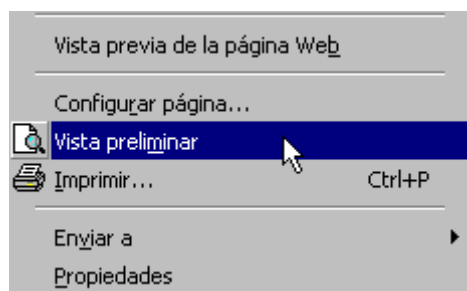 Vista previa de la página Web
Configurar página...
Vista preliminar
Imprimir... Ctrl+P
Enviar a
Propiedades